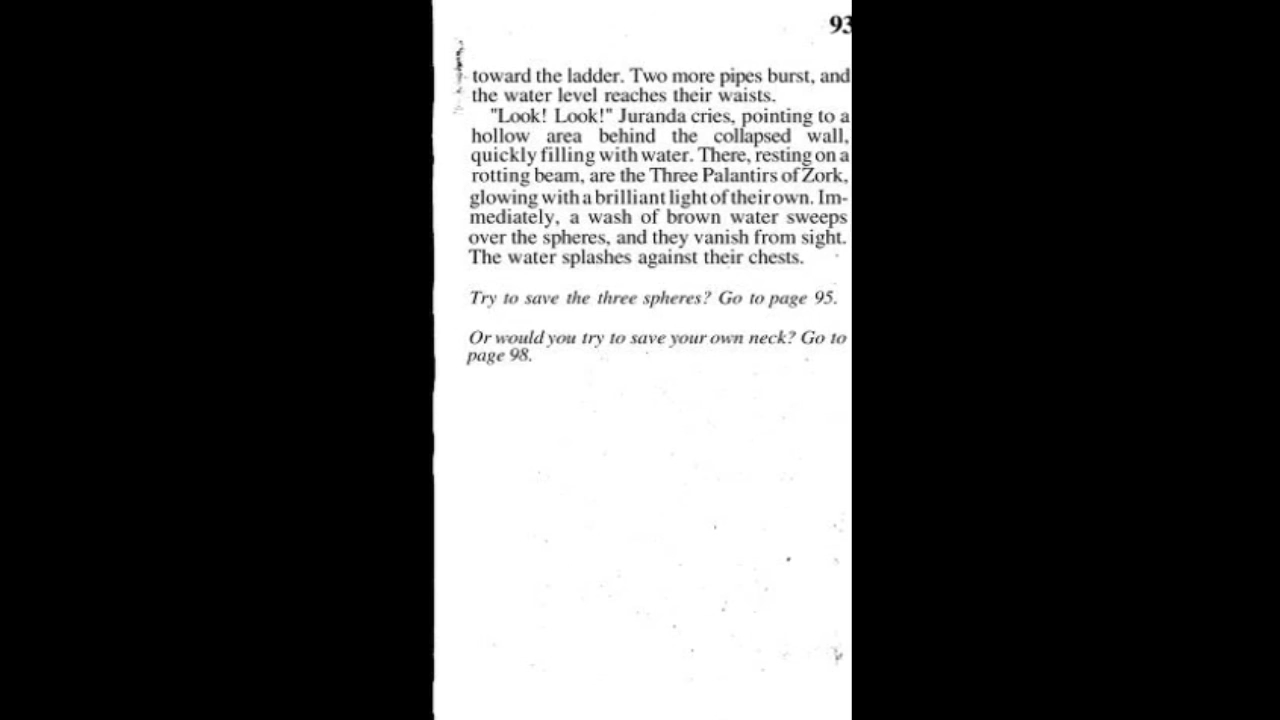 93
toward the ladder. Two more pipes burst, and
the water level reaches their waists.
"Look! Look!" Juranda cries, pointing to a
hollow area behind the collapsed wall,
quickly filling with water. There, resting on a
rotting beam, are the Three Palantirs of Zork,
glowing with a brilliant light of their own. Im-
mediately, a wash of brown water sweeps
over the spheres, and they vanish from sight.
The water splashes against their chests.
Try to save the three spheres? Go to page 95.
Or would you try to save your own neck? Go to
page 98.